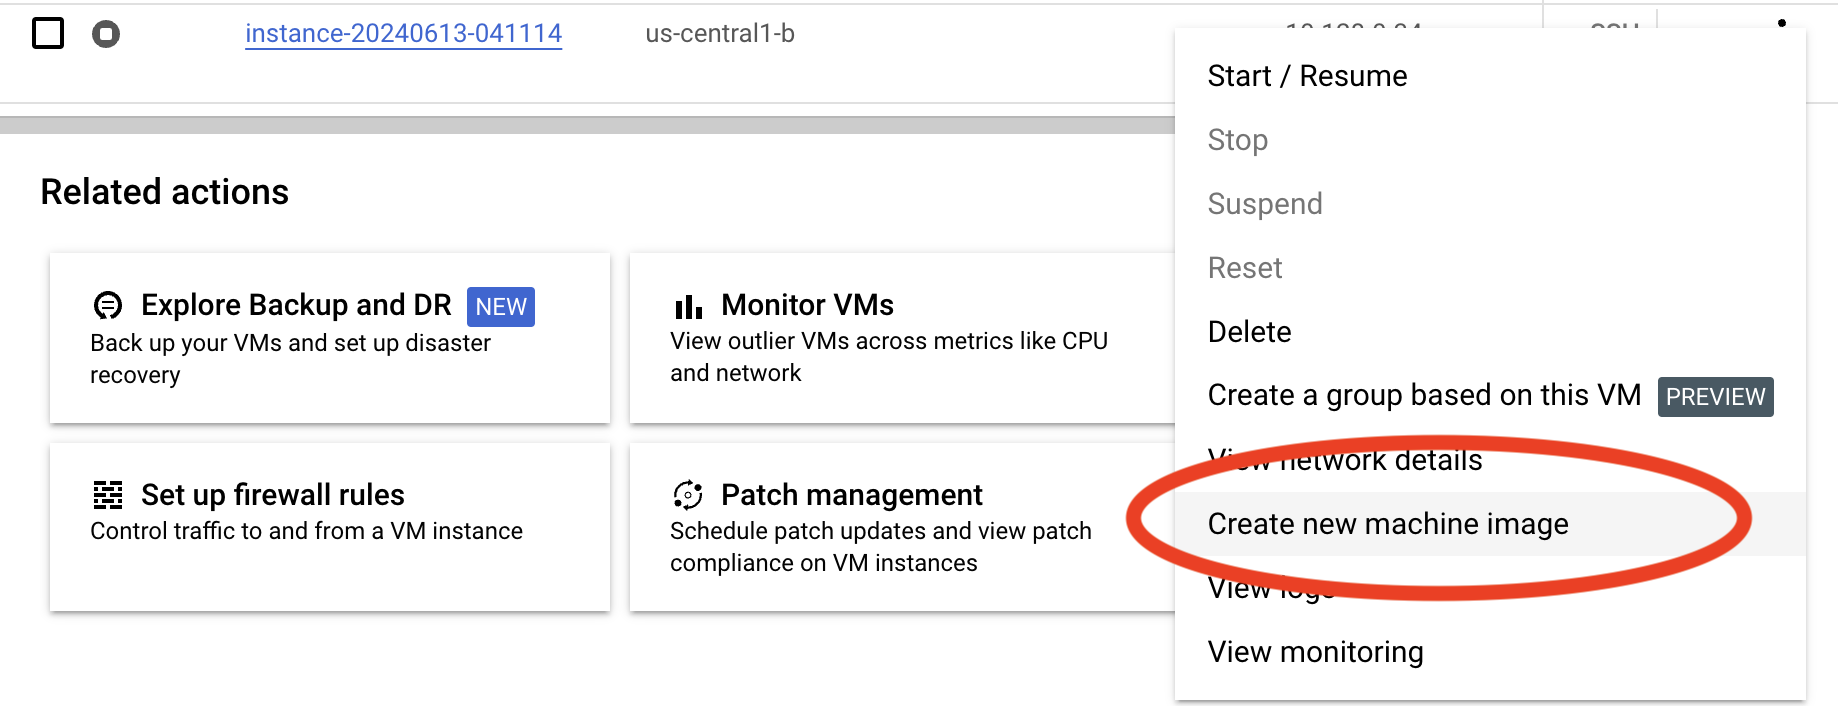 instance-20240613-041114
us-central1-b
Start / Resume
Stop
Suspend
Reset
Delete
Create a group based on this VM PREVIEW
View network details
Create new machine image
View logs
View monitoring
Related actions
Explore Backup and DR NEW
Back up your VMs and set up disaster
recovery
Monitor VMs
View outlier VMs across metrics like CPU
and network
Set up firewall rules
Control traffic to and from a VM instance
Patch management
Schedule patch updates and view patch
compliance on VM instances